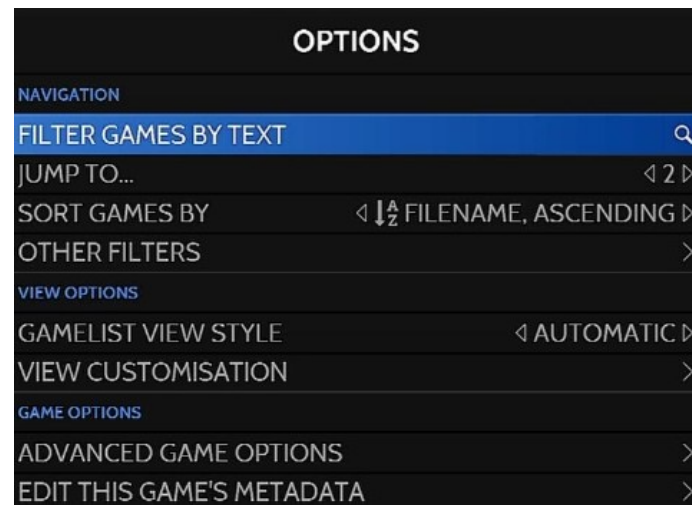 OPTIONS
NAVIGATION
FILTER GAMES BY TEXT
JUMP TO... 2
SORT GAMES BY FILENAME, ASCENDING
OTHER FILTERS
VIEW OPTIONS
GAMELIST VIEW STYLE AUTOMATIC
VIEW CUSTOMISATION
GAME OPTIONS
ADVANCED GAME OPTIONS
EDIT THIS GAME'S METADATA